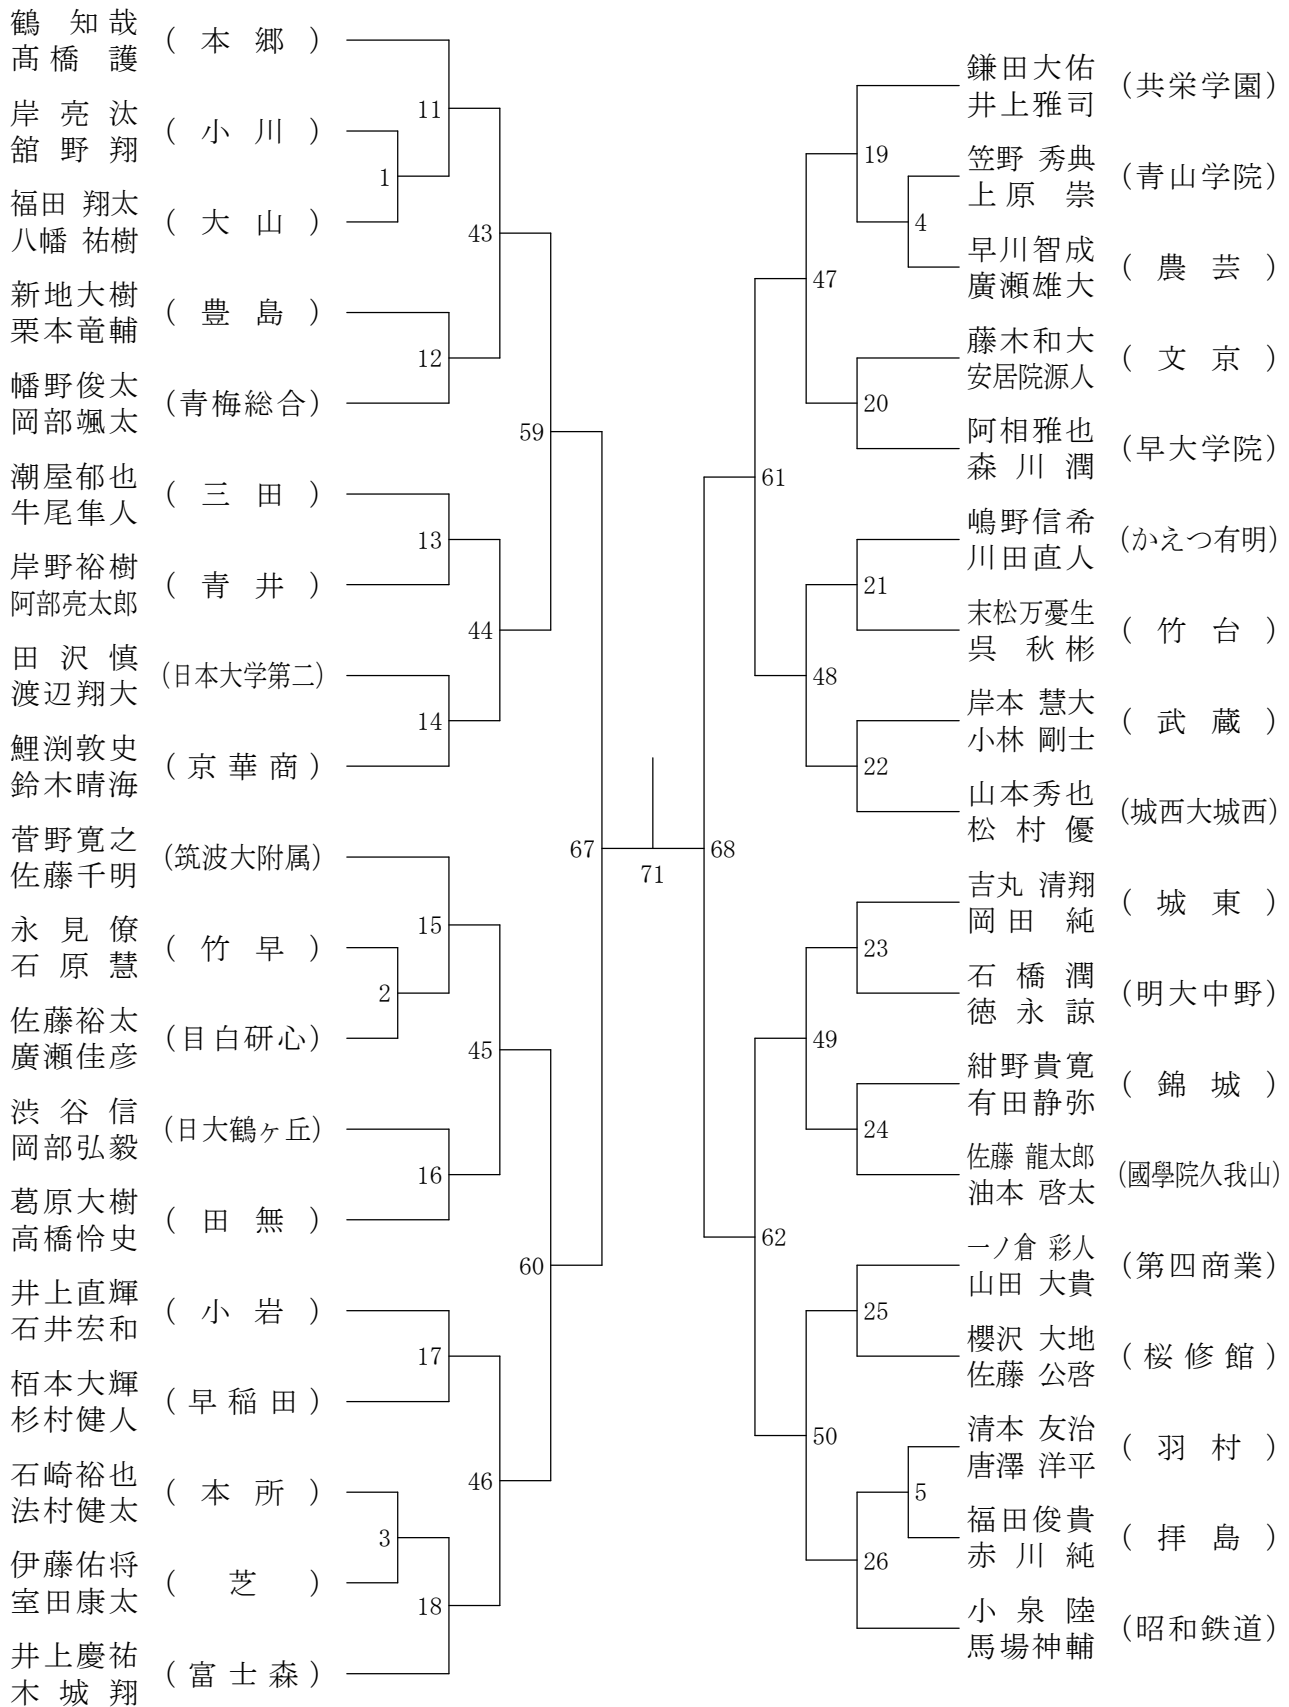 鶴 知哉
髙橋 護
( 本 郷 )
岸 亮 汰
舘 野 翔
( 小 川 )
福田 翔太
八幡 祐樹
( 大 山 )
新地大樹
栗本竜輔
( 豊 島 )
幡野俊太
岡部颯太
(青梅総合)
潮屋郁也
牛尾隼人
( 三 田 )
岸野裕樹
阿部亮太郎
( 青 井 )
田 沢 慎
渡辺翔大
(日本大学第二)
鯉渕敦史
鈴木晴海
( 京 華 商 )
菅野寛之
佐藤千明
(筑波大附属)
永 見 僚
石 原 慧
( 竹 早 )
佐藤裕太
廣瀬佳彦
(目白研心)
渋 谷 信
岡部弘毅
(日大鶴ヶ丘)
葛原大樹
高橋怜史
( 田 無 )
井上直輝
石井宏和
( 小 岩 )
栢本大輝
杉村健人
( 早 稲 田 )
石崎裕也
法村健太
( 本 所 )
伊藤佑将
室田康太
( 芝 )
井上慶祐
木 城 翔
( 富 士 森 )
1
2
3
11
12
13
14
15
16
17
18
43
44
45
46
59
60
67
71
68
61
62
47
48
49
50
19
20
21
22
23
24
25
26
4
5
鎌田大佑
井上雅司
(共栄学園)
笠野 秀典
上原 崇
(青山学院)
早川智成
廣瀬雄大
( 農 芸 )
藤木和大
安居院源人
( 文 京 )
阿相雅也
森 川 潤
(早大学院)
嶋野信希
川田直人
(かえつ有明)
末松万憂生
呉 秋彬
( 竹 台 )
岸本 慧大
小林 剛士
( 武 蔵 )
山本秀也
松 村 優
(城西大城西)
吉丸 清翔
岡田 純
( 城 東 )
石 橋 潤
徳 永 諒
(明大中野)
紺野貴寛
有田静弥
( 錦 城 )
佐藤 龍太郎
油本 啓太
(國學院久我山)
一ノ倉 彩人
山田 大貴
(第四商業)
櫻沢 大地
佐藤 公啓
( 桜 修 館 )
清本 友治
唐澤 洋平
( 羽 村 )
福田俊貴
赤 川 純
( 拝 島 )
小 泉 陸
馬場神輔
(昭和鉄道)